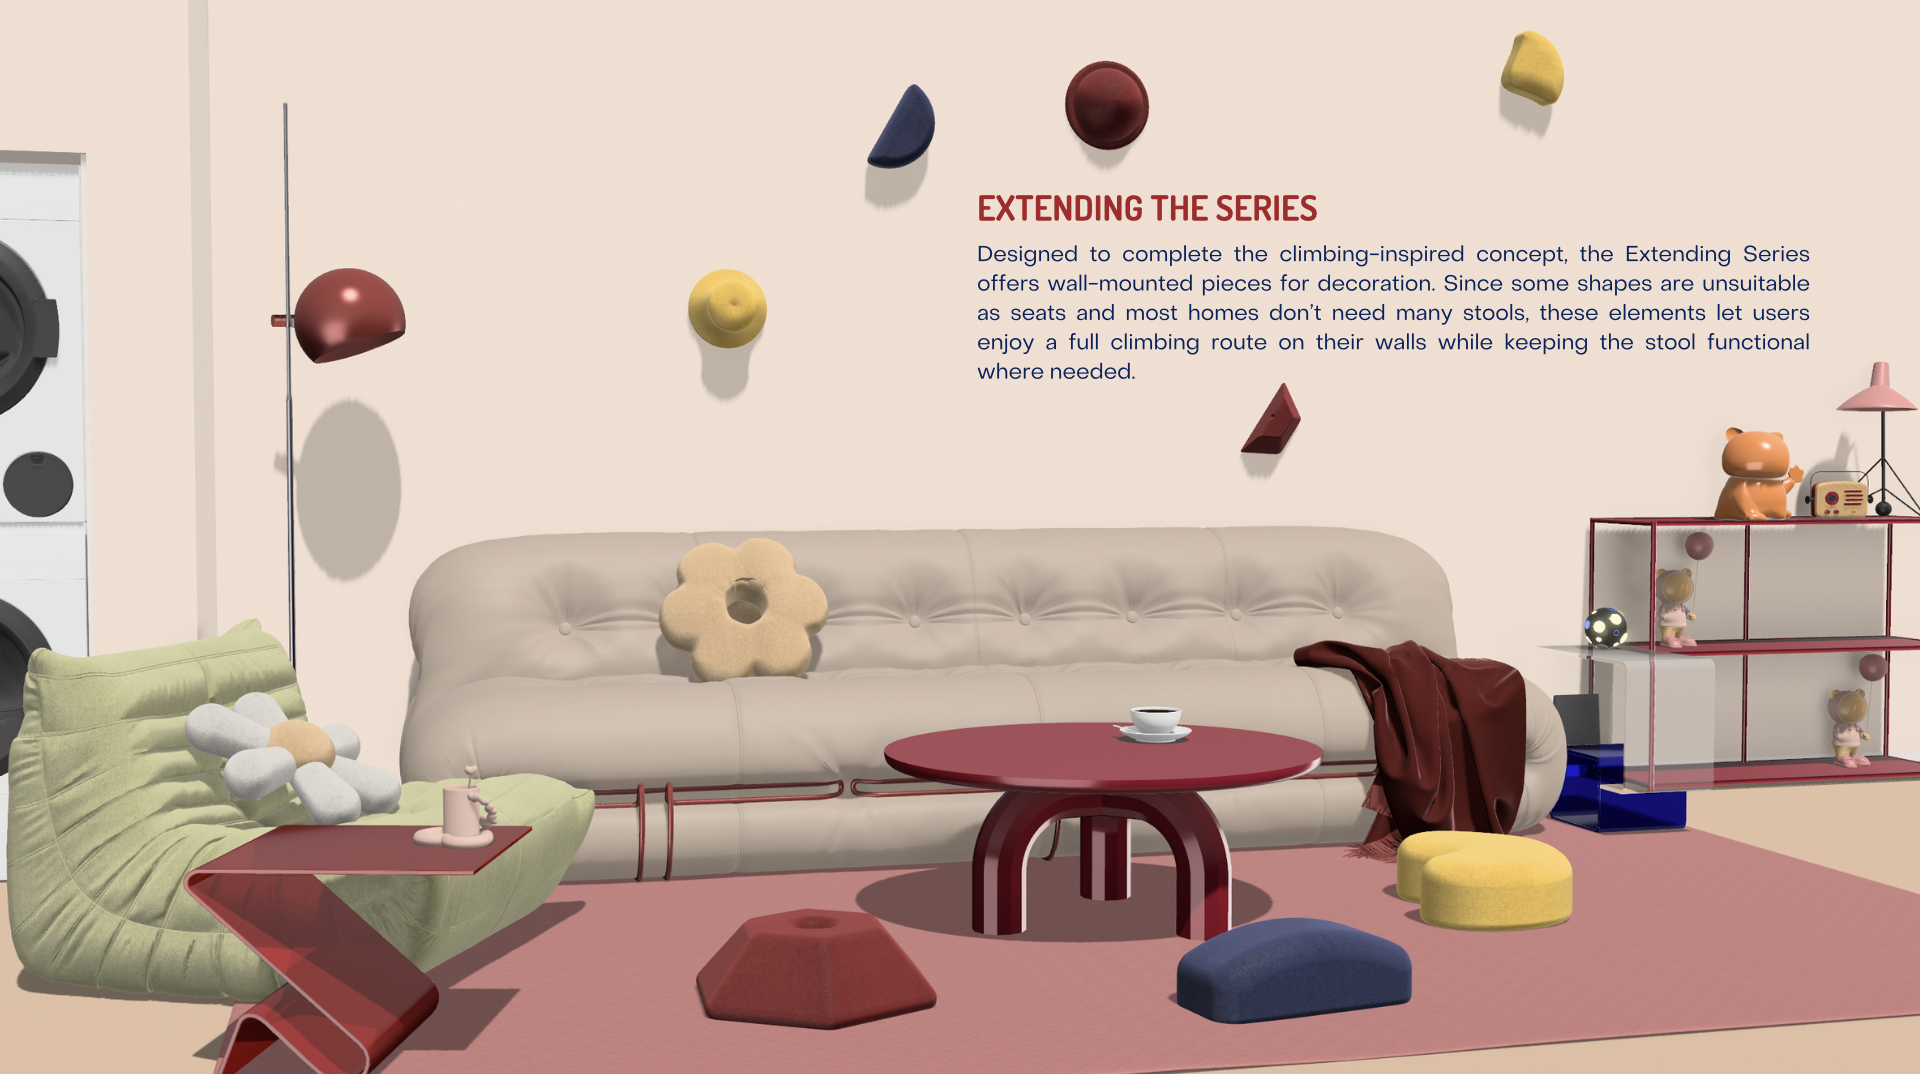 EXTENDING THE SERIES
Designed to complete the climbing-inspired concept, the Extending Series
offers wall-mounted pieces for decoration. Since some shapes are unsuitable
as seats and most homes don’t need many stools, these elements let users
enjoy a full climbing route on their walls while keeping the stool functional
where needed.